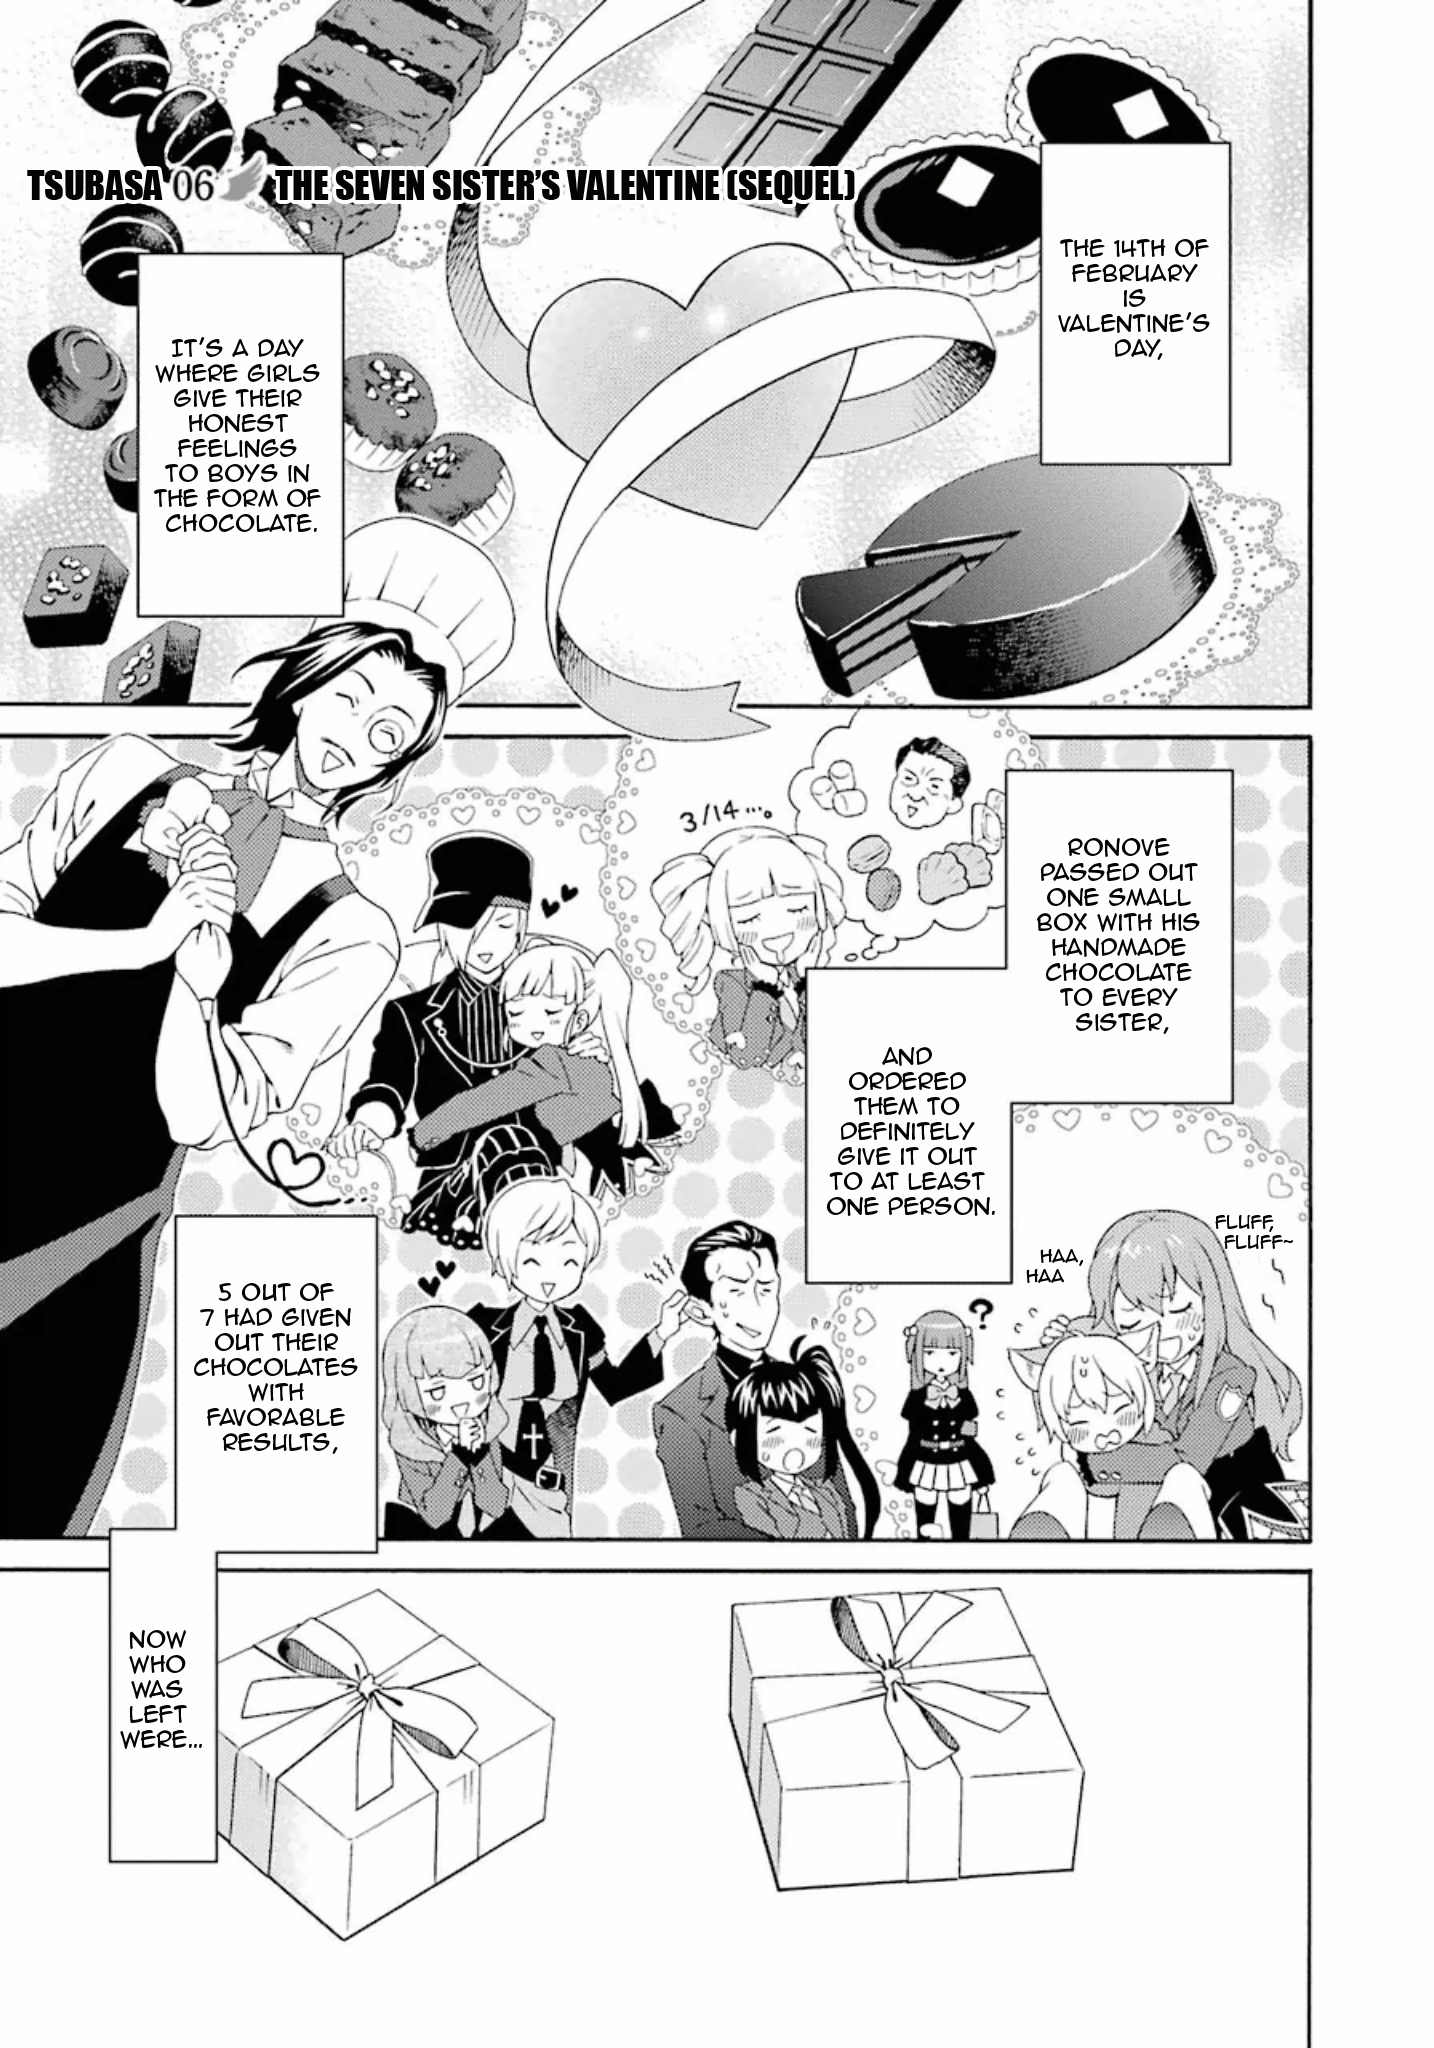 TSUBASA 06 THE SEVEN SISTER'S VALENTINE (SEQUEL)
THE 14TH OF
FEBRUARY
IS
VALENTINE'S
DAY,
IT'S A DAY
WHERE GIRLS
GIVE THEIR
HONEST
FEELINGS
TO BOYS IN
THE FORM OF
CHOCOLATE.
3/14...。
RONOVE
PASSED OUT
ONE SMALL
BOX WITH HIS
HANDMADE
CHOCOLATE
TO EVERY
SISTER,
AND
ORDERED
THEM TO
DEFINITELY
GIVE IT OUT
TO AT LEAST
ONE PERSON.
FLUFF,
FLUFF~
HAA,
HAA
?
5 OUT OF
7 HAD GIVEN
OUT THEIR
CHOCOLATES
WITH
FAVORABLE
RESULTS,
NOW
WHO
WAS
LEFT
WERE...